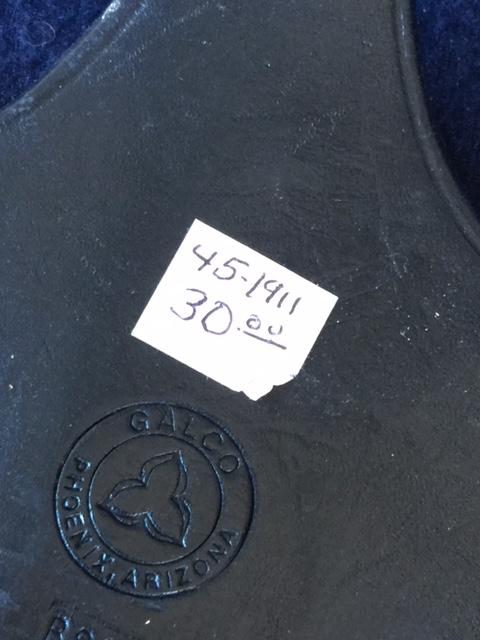 45-1911
30.00
GALCO
PHOENIX, ARIZONA